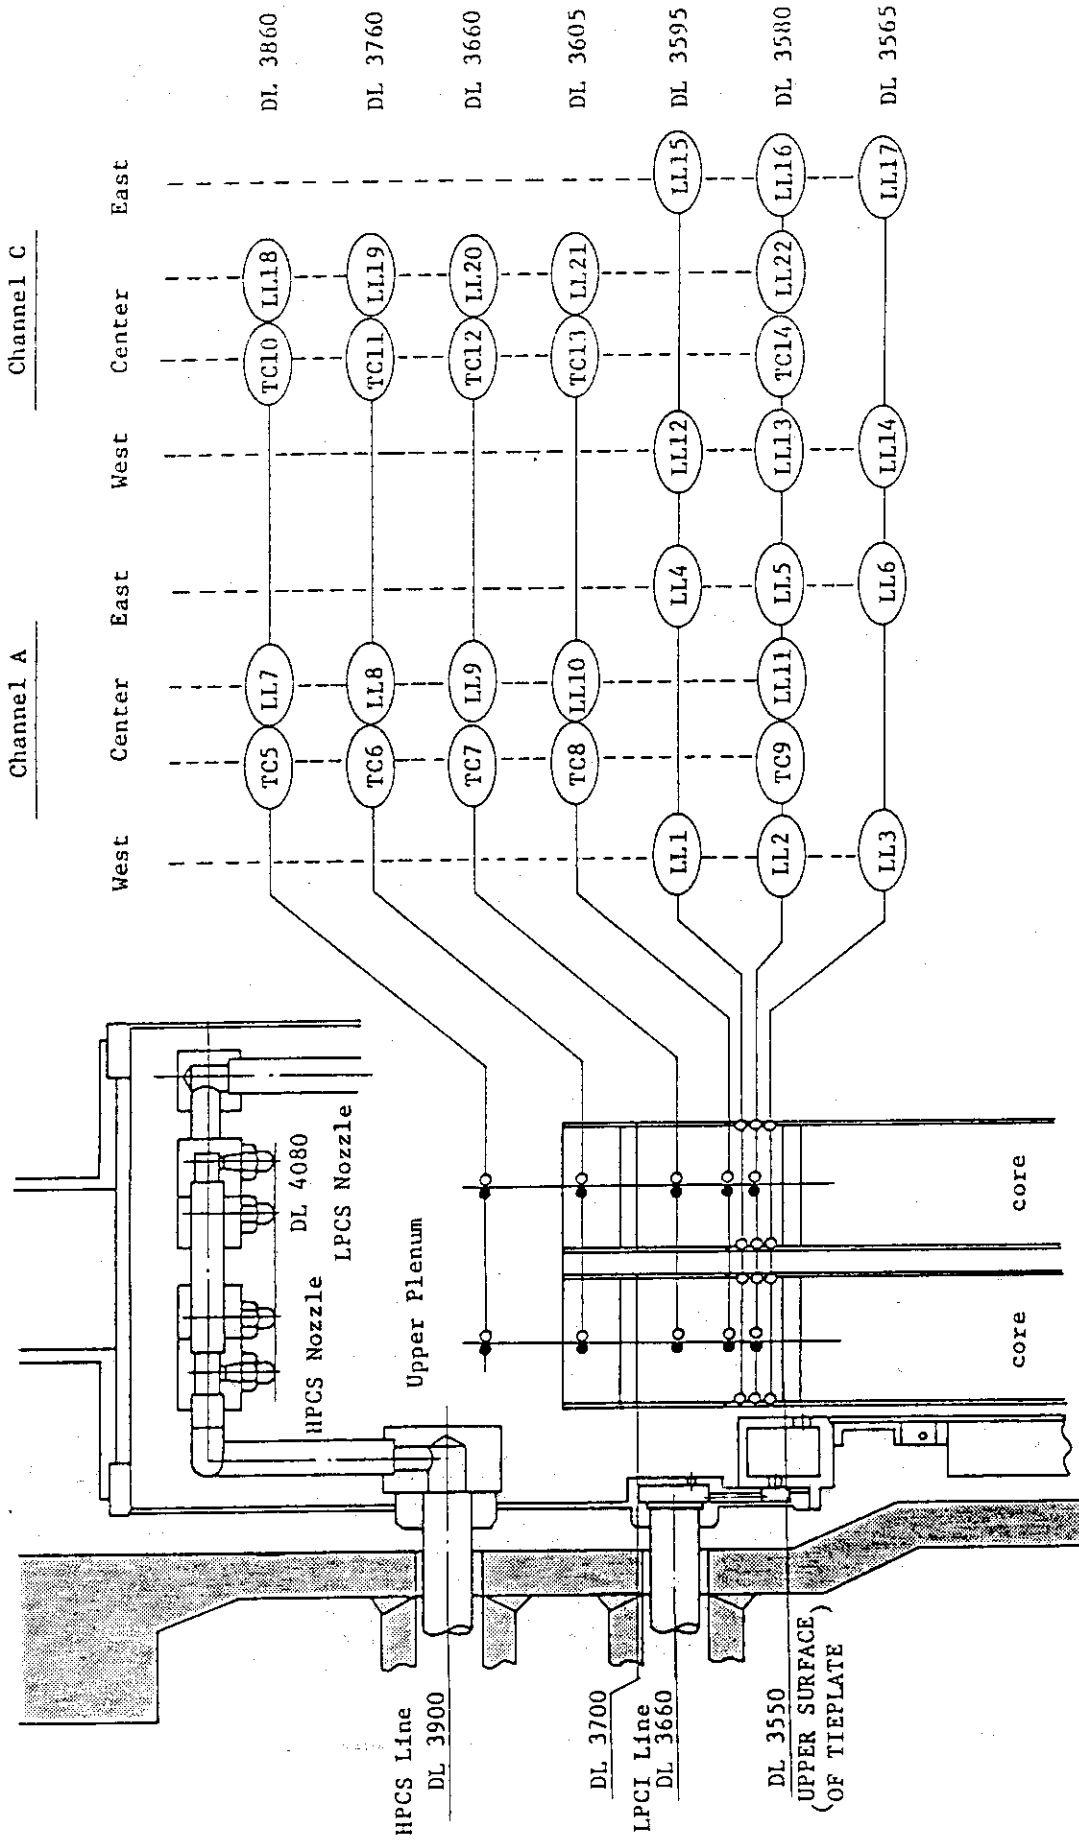 Channel A
Channel C
West
Center
East
West
Center
East
TC5 LL7 TC10 LL18 DL 3860
TC6 LL8 TC11 LL19 DL 3760
TC7 LL9 TC12 LL20 DL 3660
TC8 LL10 TC13 LL21 DL 3605
LL1 LL4 LL12 LL15 DL 3595
LL2 TC9 LL11 LL5 LL13 TC14 LL22 LL16 DL 3580
LL3 LL6 LL14 LL17 DL 3565
DL 4080
HPCS Nozzle
LPCS Nozzle
Upper Plenum
core
core
HPCS Line
DL 3900
DL 3700
LPCI Line
DL 3660
DL 3550
(UPPER SURFACE
OF TIEPLATE)